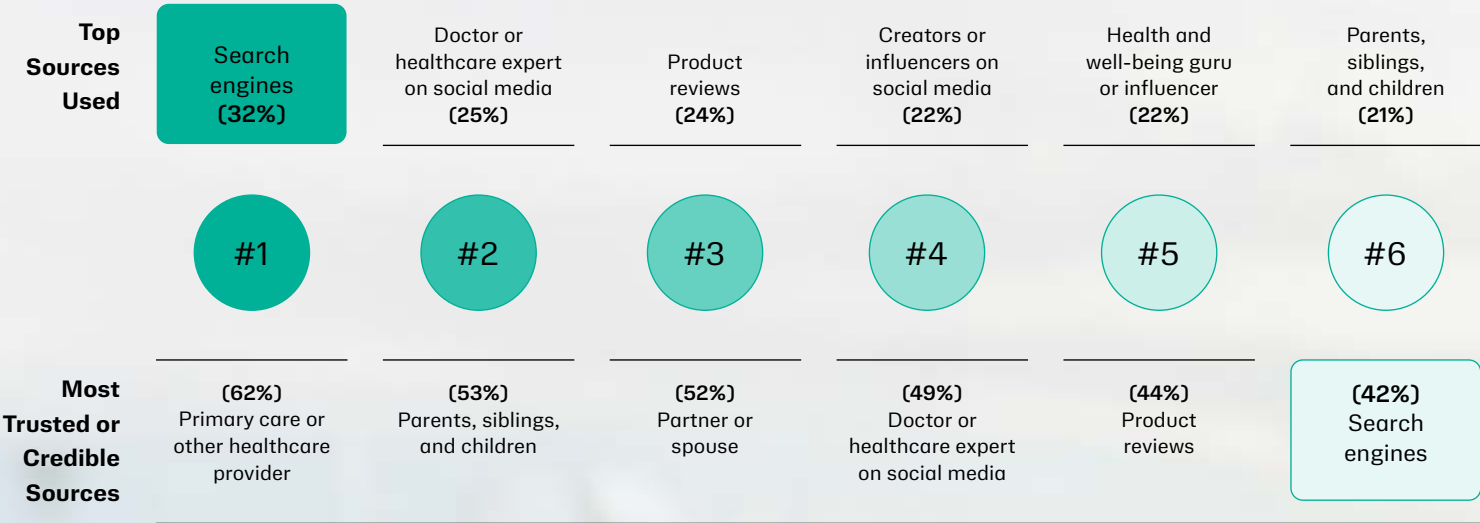 Top
Sources
Used
Search
engines
(32%)
Doctor or
healthcare expert
on social media
(25%)
Product
reviews
(24%)
Creators or
influencers on
social media
(22%)
Health and
well-being guru
or influencer
(22%)
Parents,
siblings,
and children
(21%)
#1
#2
#3
#4
#5
#6
Most
Trusted or
Credible
Sources
(62%)
Primary care or
other healthcare
provider
(53%)
Parents, siblings,
and children
(52%)
Partner or
spouse
(49%)
Doctor or
healthcare expert
on social media
(44%)
Product
reviews
(42%)
Search
engines